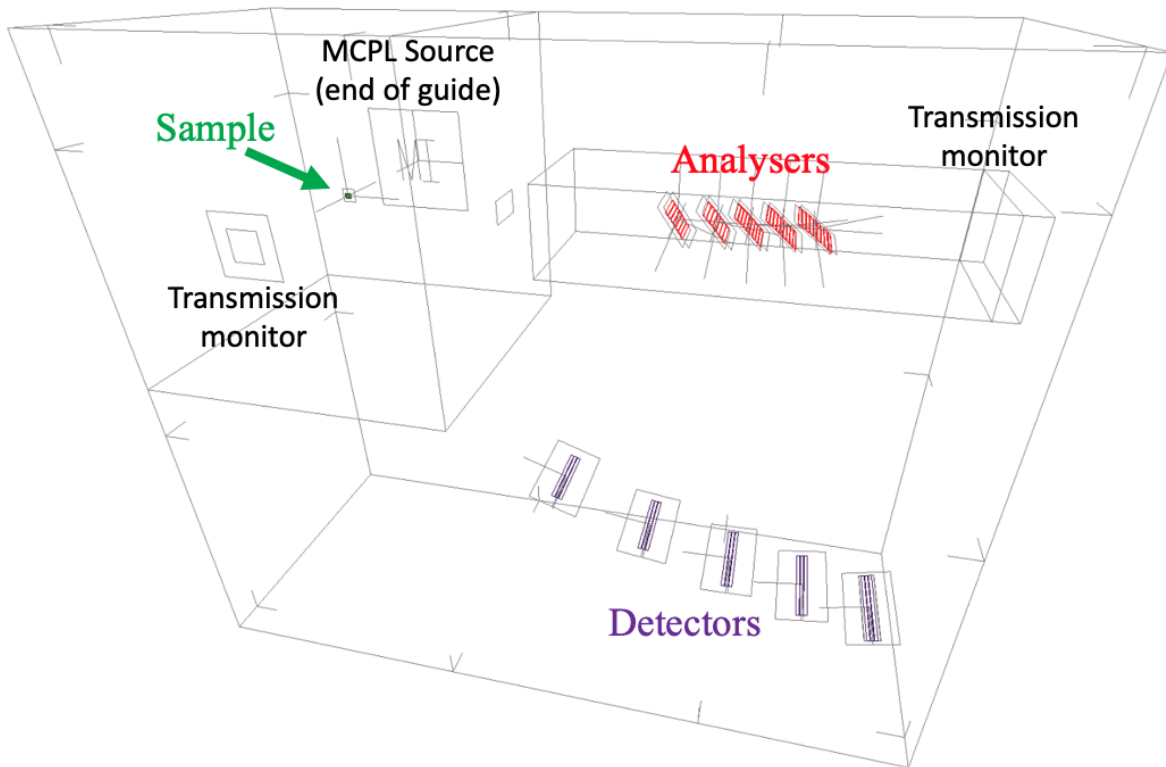 MCPL Source
(end of guide)
Sample
Transmission
monitor
Analysers
Transmission
monitor
Detectors